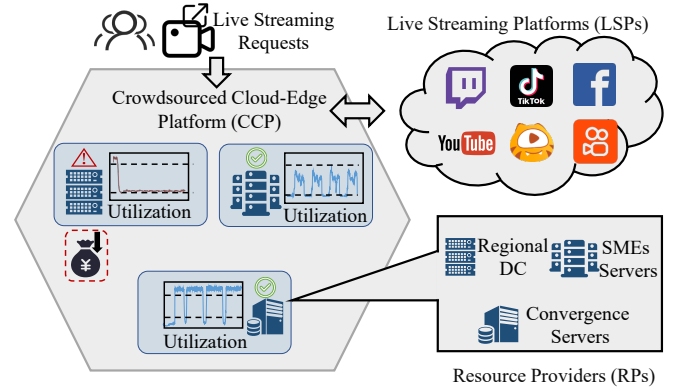 Live Streaming
Requests
Live Streaming Platforms (LSPs)
Crowdsourced Cloud-Edge
Platform (CCP)
TikTok
YouTube
Utilization
Utilization
¥
Utilization
Regional
DC
SMEs
Servers
Convergence
Servers
Resource Providers (RPs)